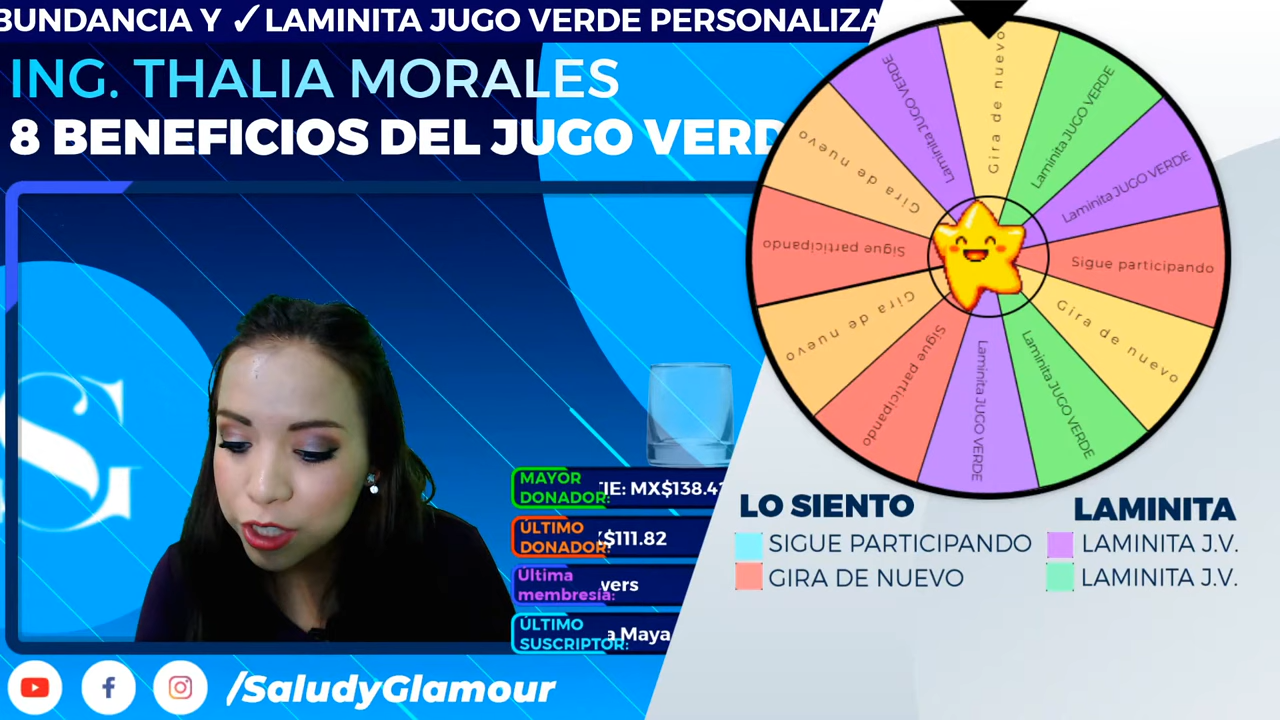 BUNDANCIA Y ✓LAMINITA JUGO VERDE PERSONALIZA
ING. THALIA MORALES
8 BENEFICIOS DEL JUGO VERD
Gira de nuevo
Laminita JUGO VERDE
Laminita JUGO VERDE
Sigue participando
Gira de nuevo
Laminita JUGO VERDE
Laminita JUGO VERDE
Sigue participando
Gira de nuevo
Sigue participando
Gira de nuevo
Laminita JUGO VERDE
S
MAYOR
DONADOR:
IE: MX$138.4
ÚLTIMO
DONADOR:
$111.82
Última
membresía:
vers
ÚLTIMO
SUSCRIPTOR:
a Maya
LO SIENTO
SIGUE PARTICIPANDO
GIRA DE NUEVO
LAMINITA
LAMINITA J.V.
LAMINITA J.V.
/SaludyGlamour